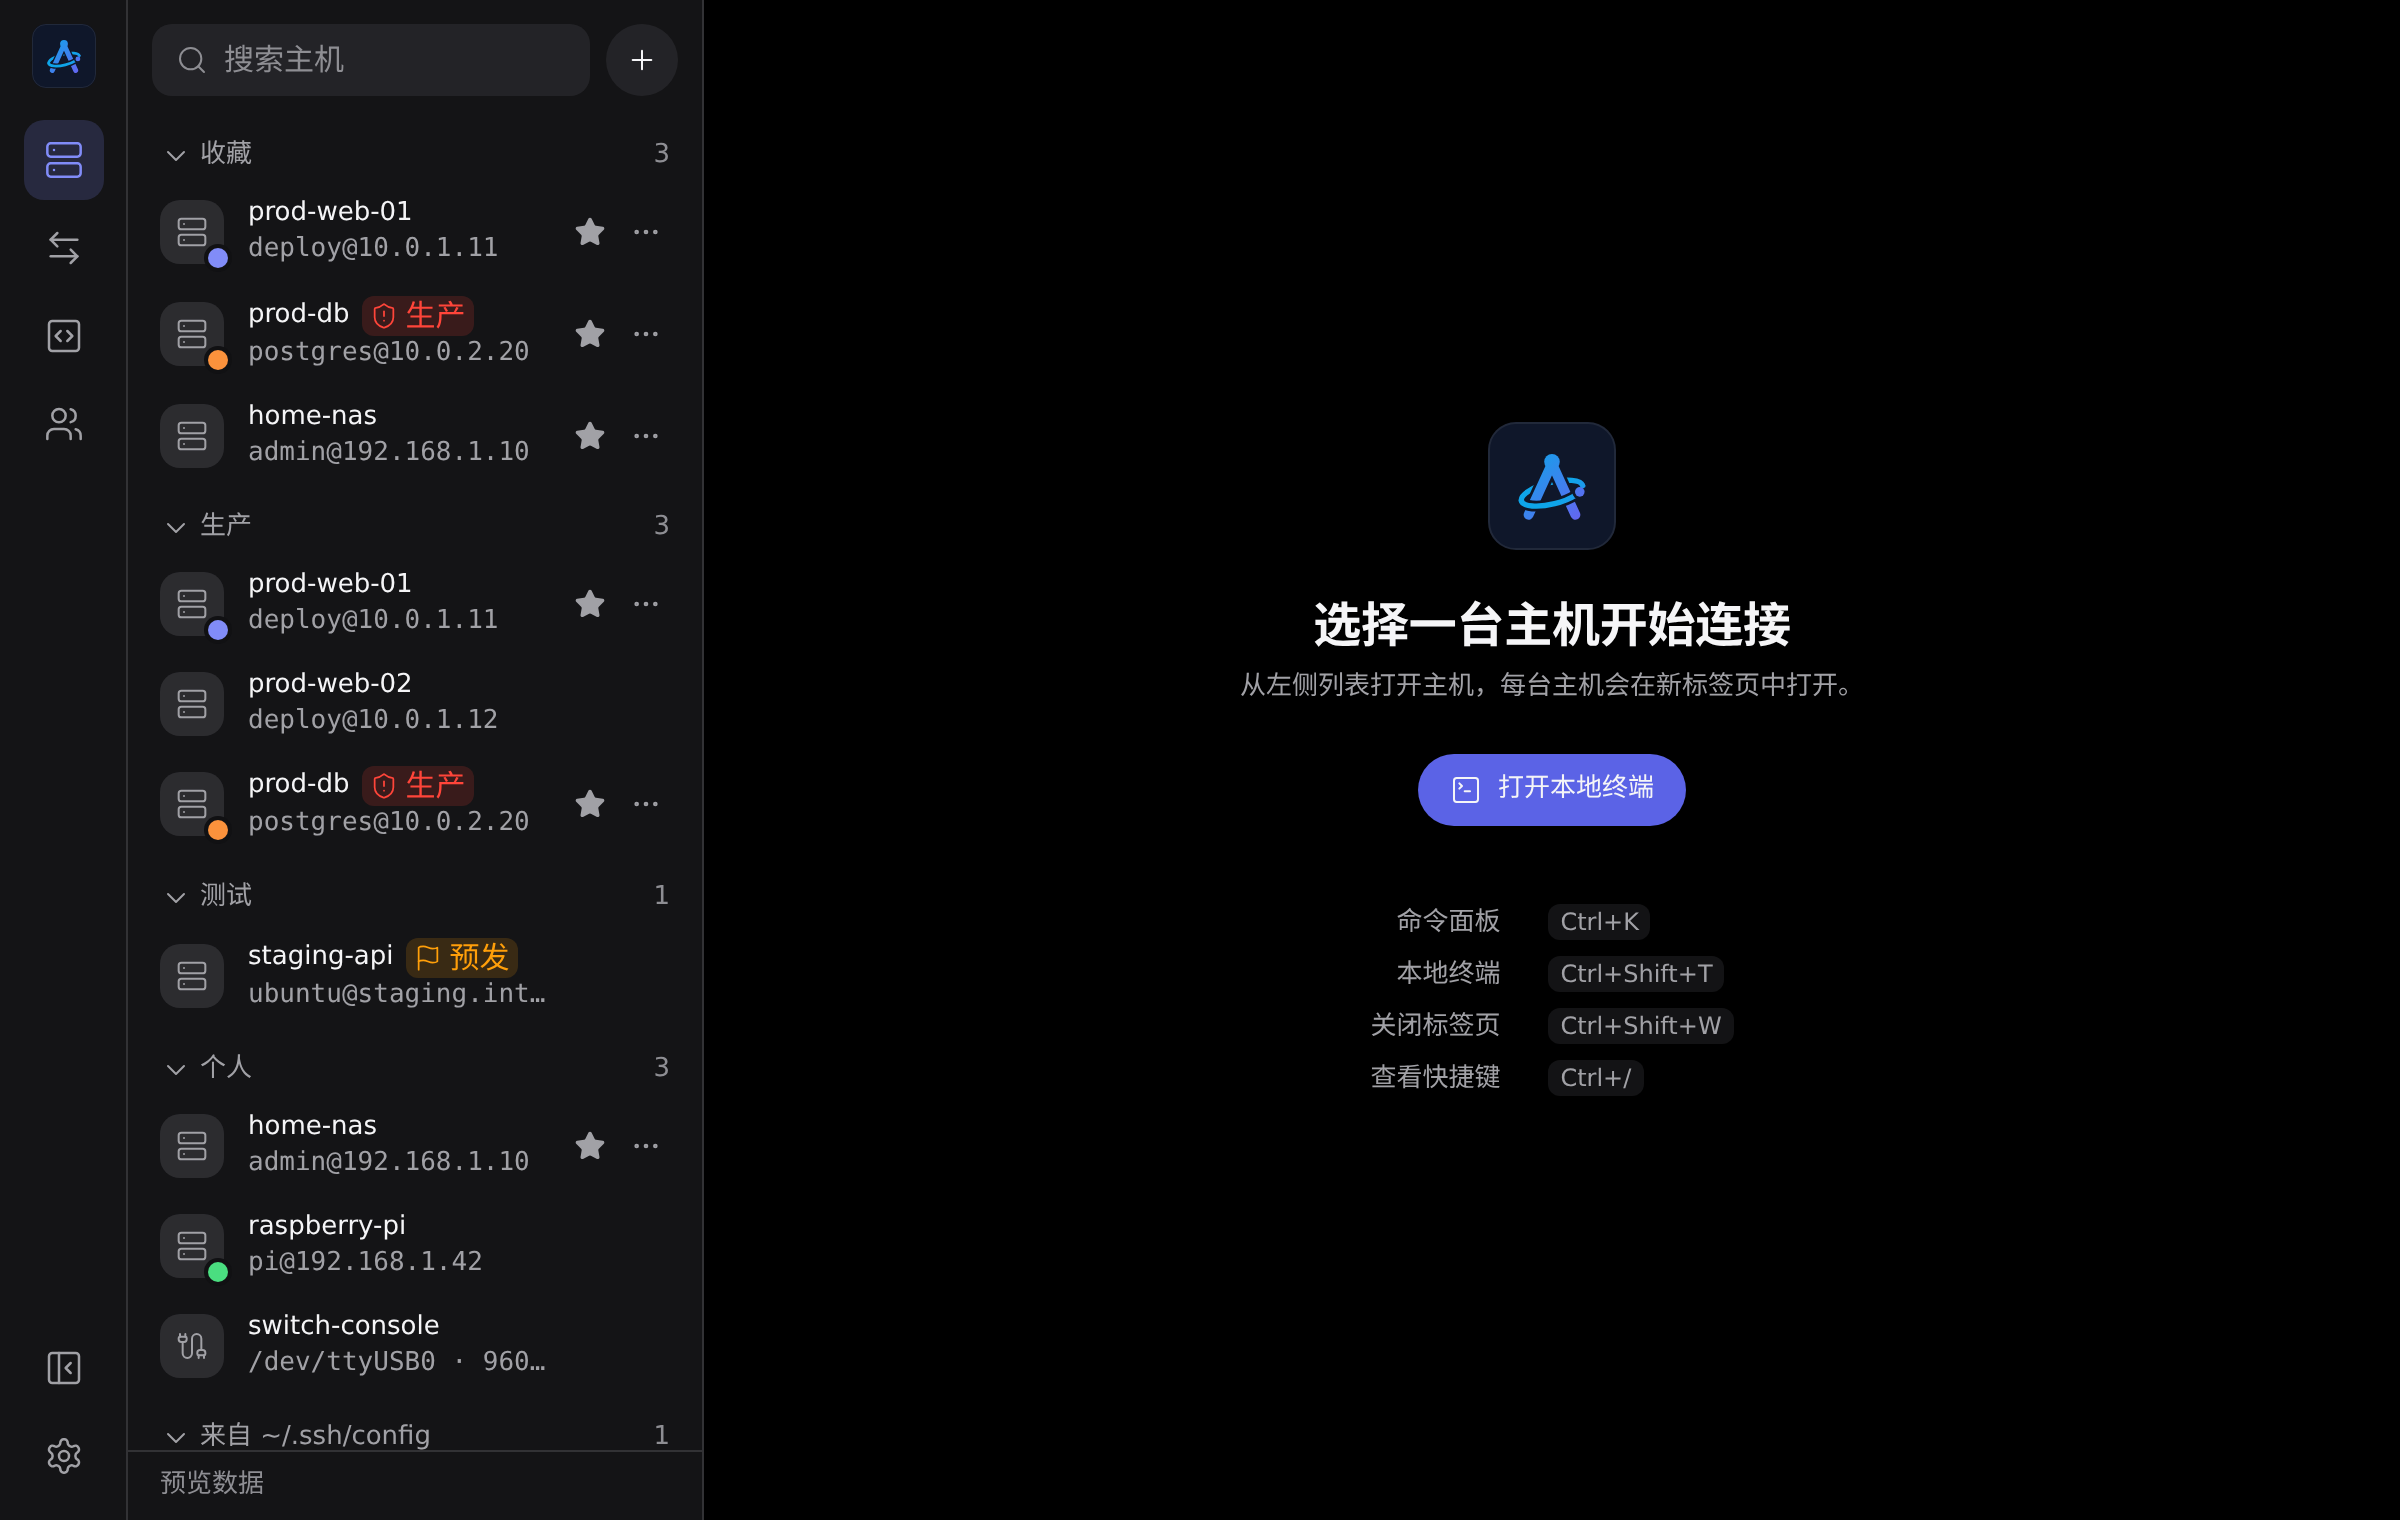 搜索主机
收藏 3
prod-web-01
deploy@10.0.1.11
prod-db 生产
postgres@10.0.2.20
home-nas
admin@192.168.1.10
生产 3
prod-web-01
deploy@10.0.1.11
prod-web-02
deploy@10.0.1.12
prod-db 生产
postgres@10.0.2.20
测试 1
staging-api 预发
ubuntu@staging.int…
个人 3
home-nas
admin@192.168.1.10
raspberry-pi
pi@192.168.1.42
switch-console
/dev/ttyUSB0 · 960…
来自 ~/.ssh/config 1
预览数据
选择一台主机开始连接
从左侧列表打开主机，每台主机会在新标签页中打开。
打开本地终端
命令面板 Ctrl+K
本地终端 Ctrl+Shift+T
关闭标签页 Ctrl+Shift+W
查看快捷键 Ctrl+/